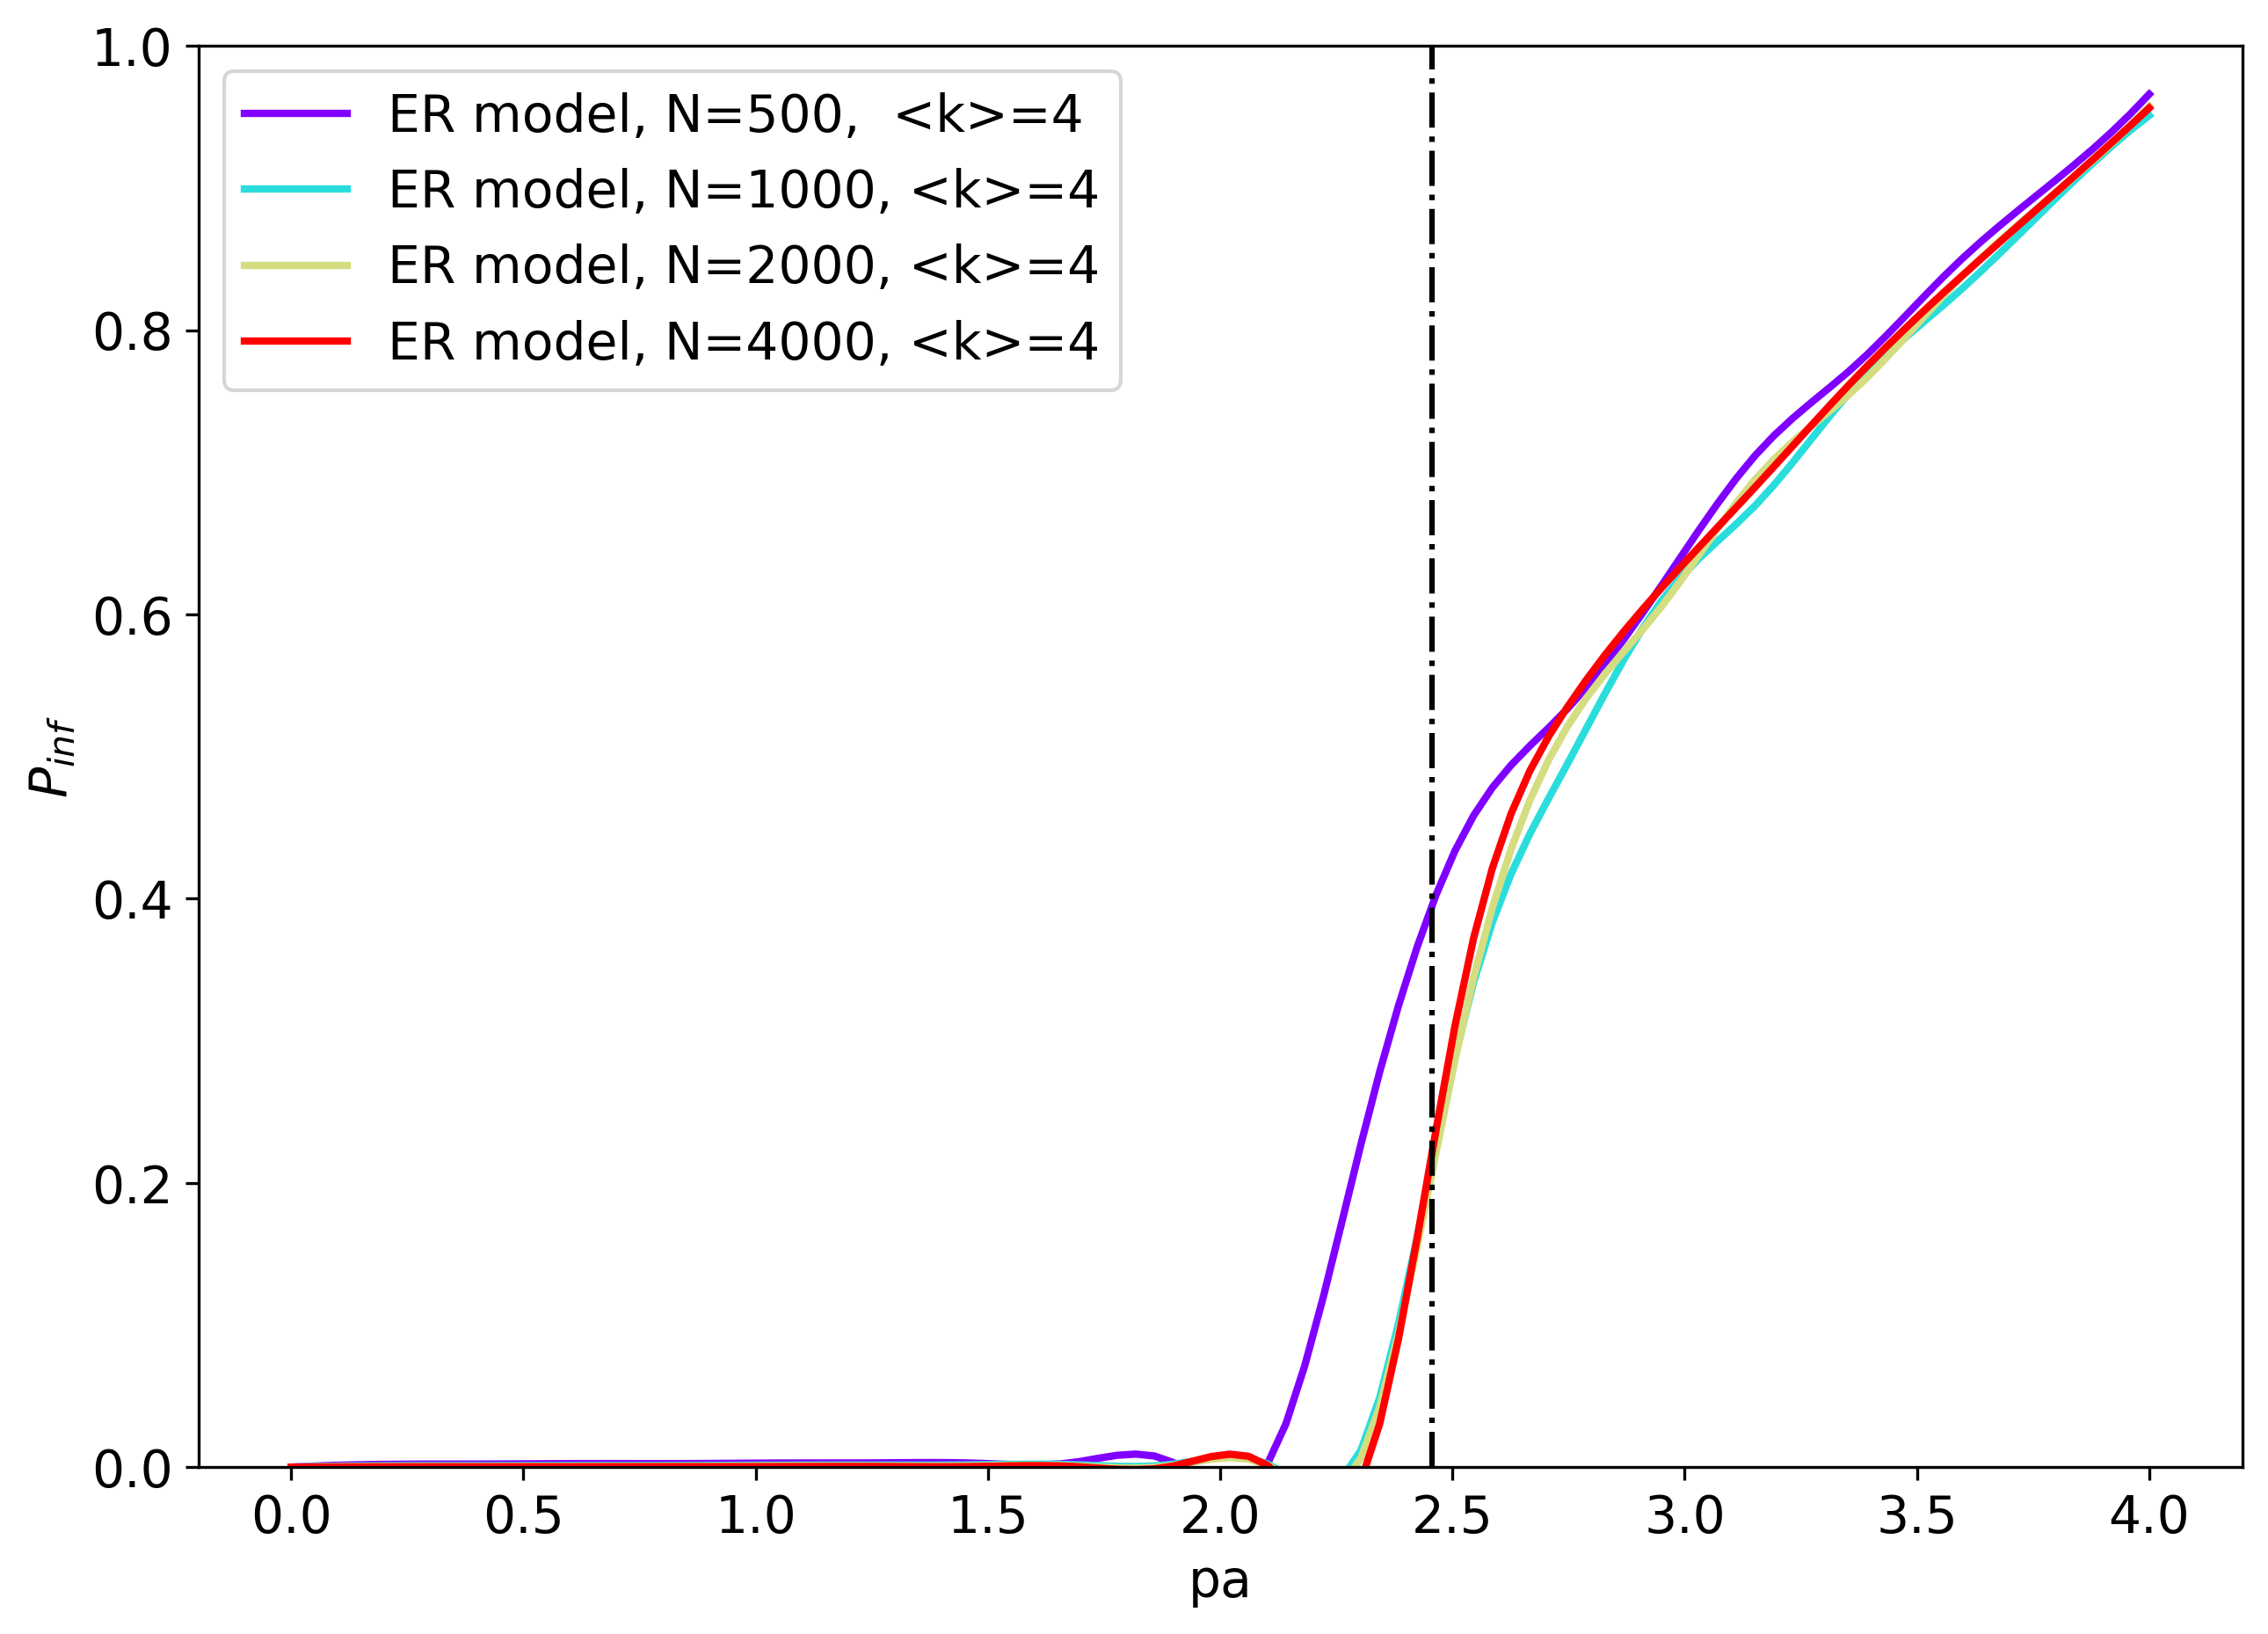 ER model, N=500,  <k>=4
ER model, N=1000, <k>=4
ER model, N=2000, <k>=4
ER model, N=4000, <k>=4
1.0
0.8
0.6
0.4
0.2
0.0
P_inf
0.0 0.5 1.0 1.5 2.0 2.5 3.0 3.5 4.0
pa